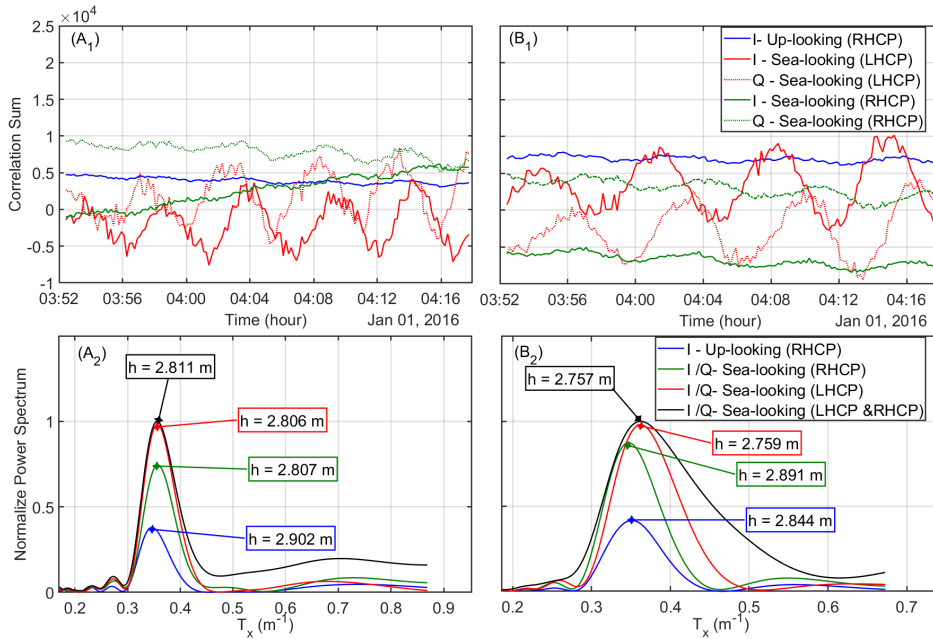 ×10⁴
(A₁)
2.5
2
1.5
1
0.5
0
-0.5
-1
Correlation Sum
03:52 03:56 04:00 04:04 04:08 04:12 04:16
Time (hour)
Jan 01, 2016
(B₁)
I- Up-looking (RHCP)
I - Sea-looking (LHCP)
Q - Sea-looking (LHCP)
I - Sea-looking (RHCP)
Q - Sea-looking (RHCP)
03:52 03:56 04:00 04:04 04:08 04:12 04:16
Time (hour)
Jan 01, 2016
(A₂)
h = 2.811 m
h = 2.806 m
h = 2.807 m
h = 2.902 m
1
0.5
0
Normalize Power Spectrum
0.2 0.3 0.4 0.5 0.6 0.7 0.8 0.9
Tₓ (m⁻¹)
(B₂)
I - Up-looking (RHCP)
I /Q- Sea-looking (RHCP)
I /Q- Sea-looking (LHCP)
I /Q- Sea-looking (LHCP &RHCP)
h = 2.757 m
h = 2.759 m
h = 2.891 m
h = 2.844 m
0.2 0.3 0.4 0.5 0.6 0.7
Tₓ (m⁻¹)